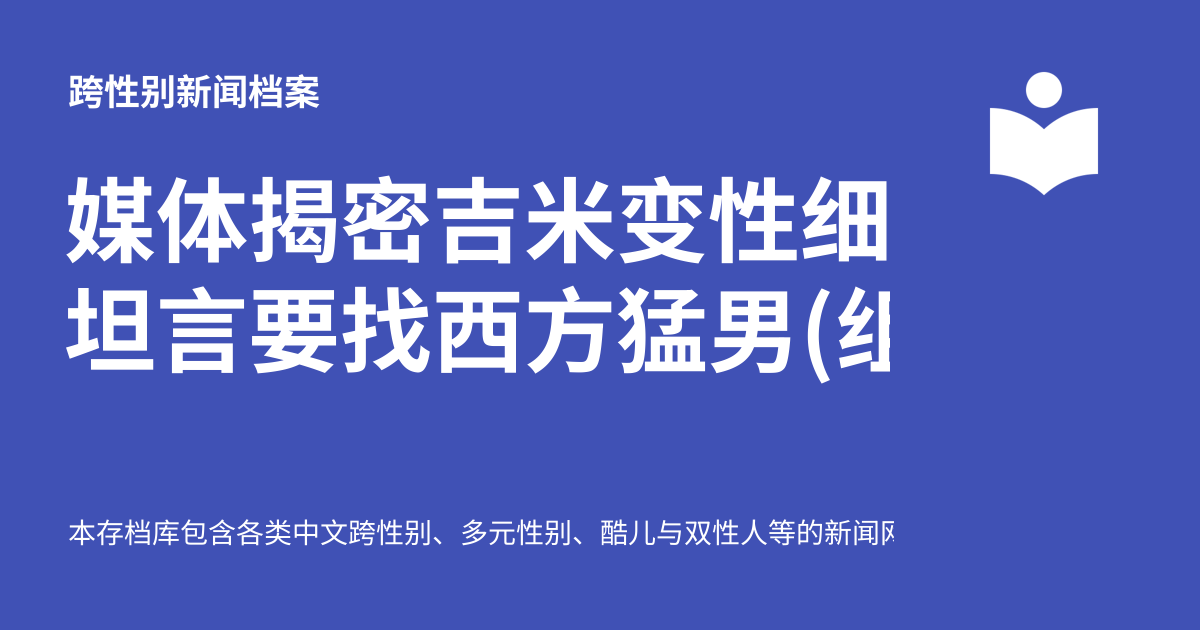 跨性别新闻档案
媒体揭密吉米变性细
坦言要找西方猛男(
本存档库包含各类中文跨性别、多元性别、酷儿与双性人等的新闻